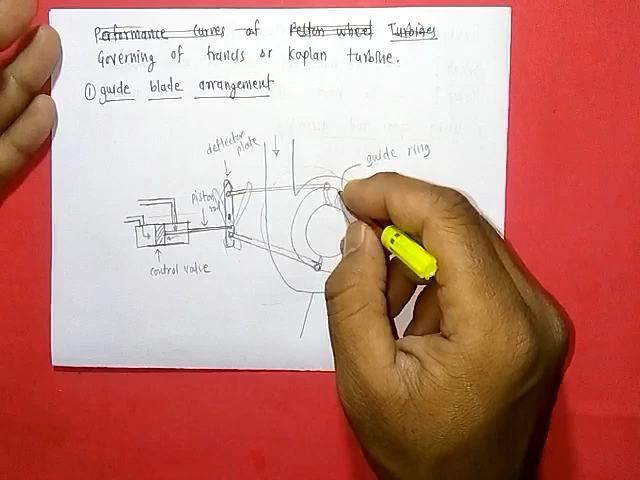 Performance curves of Pelton wheel Turbines
Governing of francis or Kaplan turbine.
① guide blade arrangement
deflector plate
guide ring
piston rod
control valve